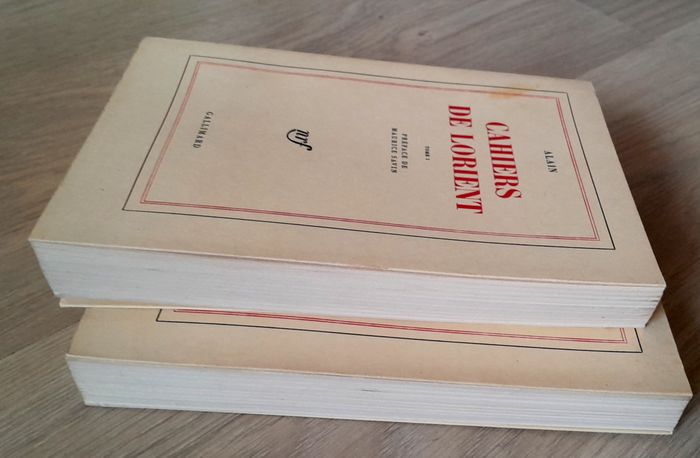 ALAIN
CAHIERS
DE LORIENT
TOME I
PRÉFACE DE
MAURICE SAVIN
nrf
GALLIMARD